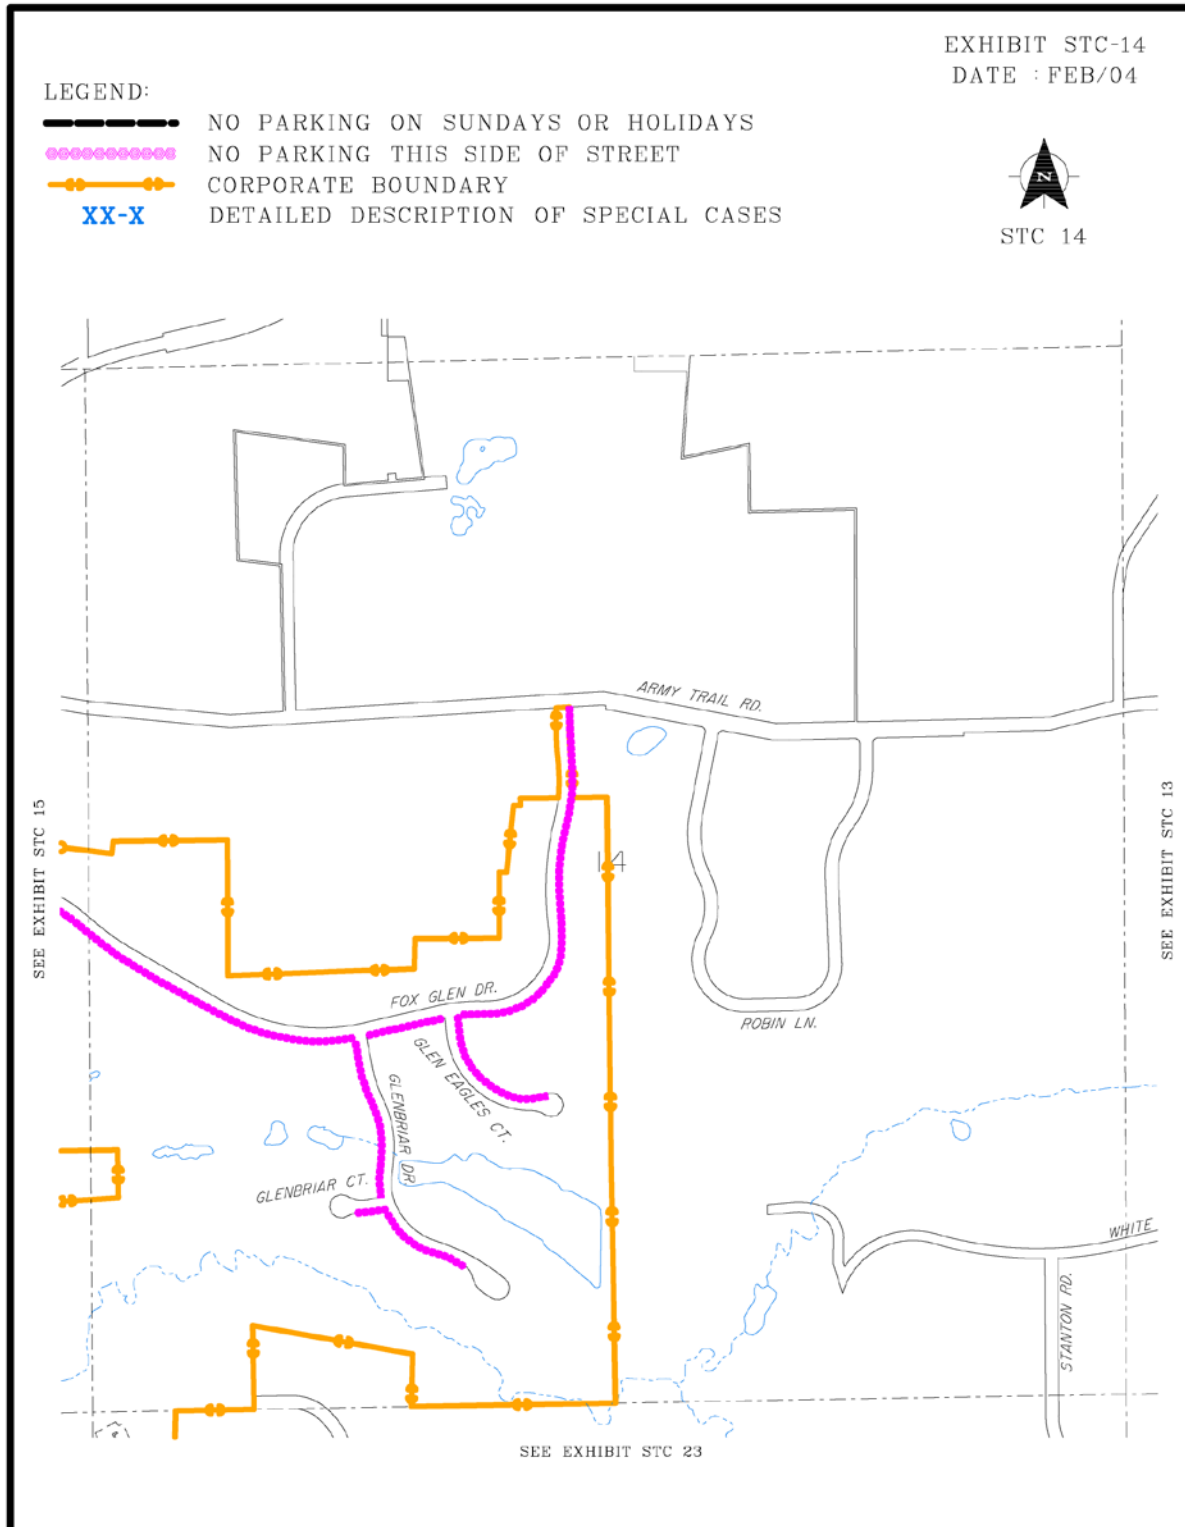 EXHIBIT STC-14
DATE : FEB/04
LEGEND:
NO PARKING ON SUNDAYS OR HOLIDAYS
NO PARKING THIS SIDE OF STREET
CORPORATE BOUNDARY
XX-X DETAILED DESCRIPTION OF SPECIAL CASES
N
STC 14
ARMY TRAIL RD.
SEE EXHIBIT STC 15
SEE EXHIBIT STC 13
14
FOX GLEN DR.
ROBIN LN.
GLEN EAGLES CT.
GLENBRIAR DR
GLENBRIAR CT.
WHITE
STANTON RD.
SEE EXHIBIT STC 23